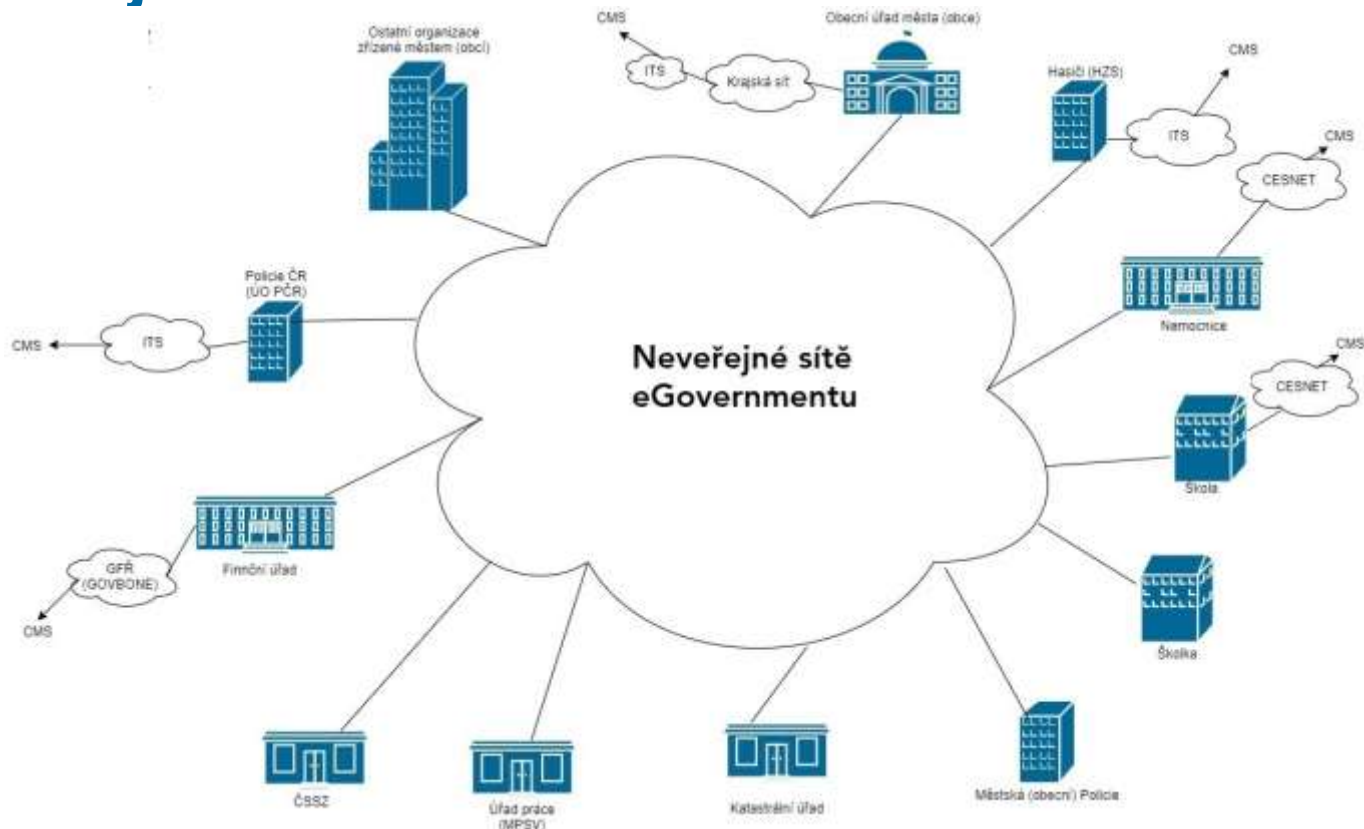 Ostatní organizace
zřízené městem (obcí)
CMS
ITS
Krajská síť
Obecní úřad města (obce)
Hasiči (HZS)
CMS
ITS
CMS
CESNET
Nemocnice
Policie ČR
(ÚO PČR)
CMS
ITS
Neveřejné sítě
eGovernmentu
CMS
CESNET
Škola
GFŘ
(GOVBONE)
Finnční úřad
CMS
Školka
ČSSZ
Úřad práce
(MPSV)
Katastrální úřad
Městská (obecní) Policie